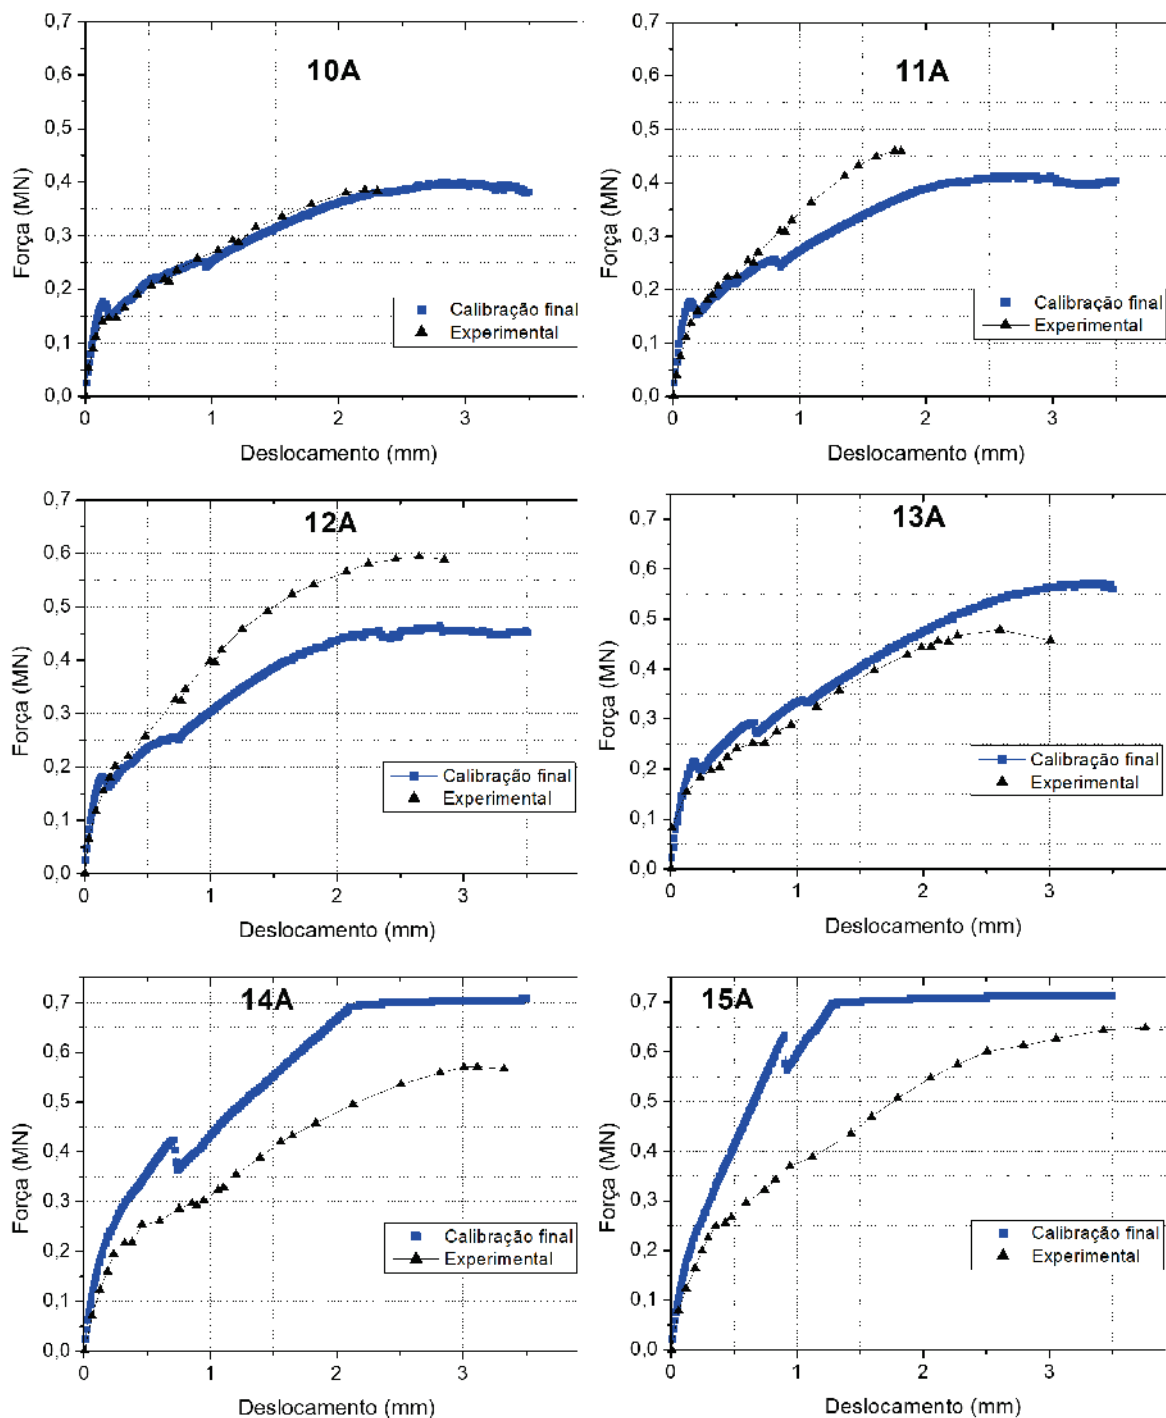 10A
Força (MN)
0,7
0,6
0,5
0,4
0,3
0,2
0,1
0,0
Calibração final
Experimental
0 1 2 3
Deslocamento (mm)
11A
Força (MN)
0,7
0,6
0,5
0,4
0,3
0,2
0,1
0,0
Calibração final
Experimental
0 1 2 3
Deslocamento (mm)
12A
Força (MN)
0,7
0,6
0,5
0,4
0,3
0,2
0,1
0,0
Calibração final
Experimental
0 1 2 3
Deslocamento (mm)
13A
Força (MN)
0,7
0,6
0,5
0,4
0,3
0,2
0,1
0,0
Calibração final
Experimental
0 1 2 3
Deslocamento (mm)
14A
Força (MN)
0,7
0,6
0,5
0,4
0,3
0,2
0,1
0,0
Calibração final
Experimental
0 1 2 3
Deslocamento (mm)
15A
Força (MN)
0,7
0,6
0,5
0,4
0,3
0,2
0,1
0,0
Calibração final
Experimental
0 1 2 3
Deslocamento (mm)